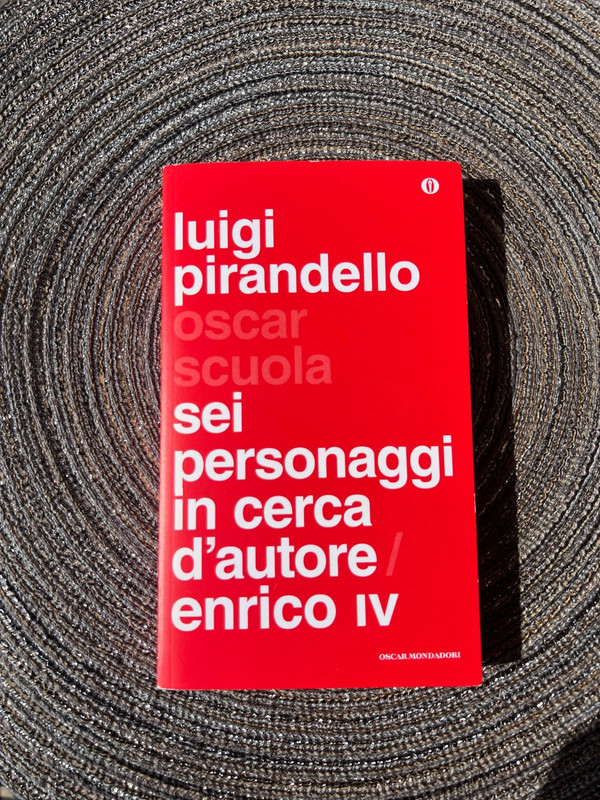 luigi
pirandello
oscar
scuola
sei
personaggi
in cerca
d'autore /
enrico IV
OSCAR MONDADORI